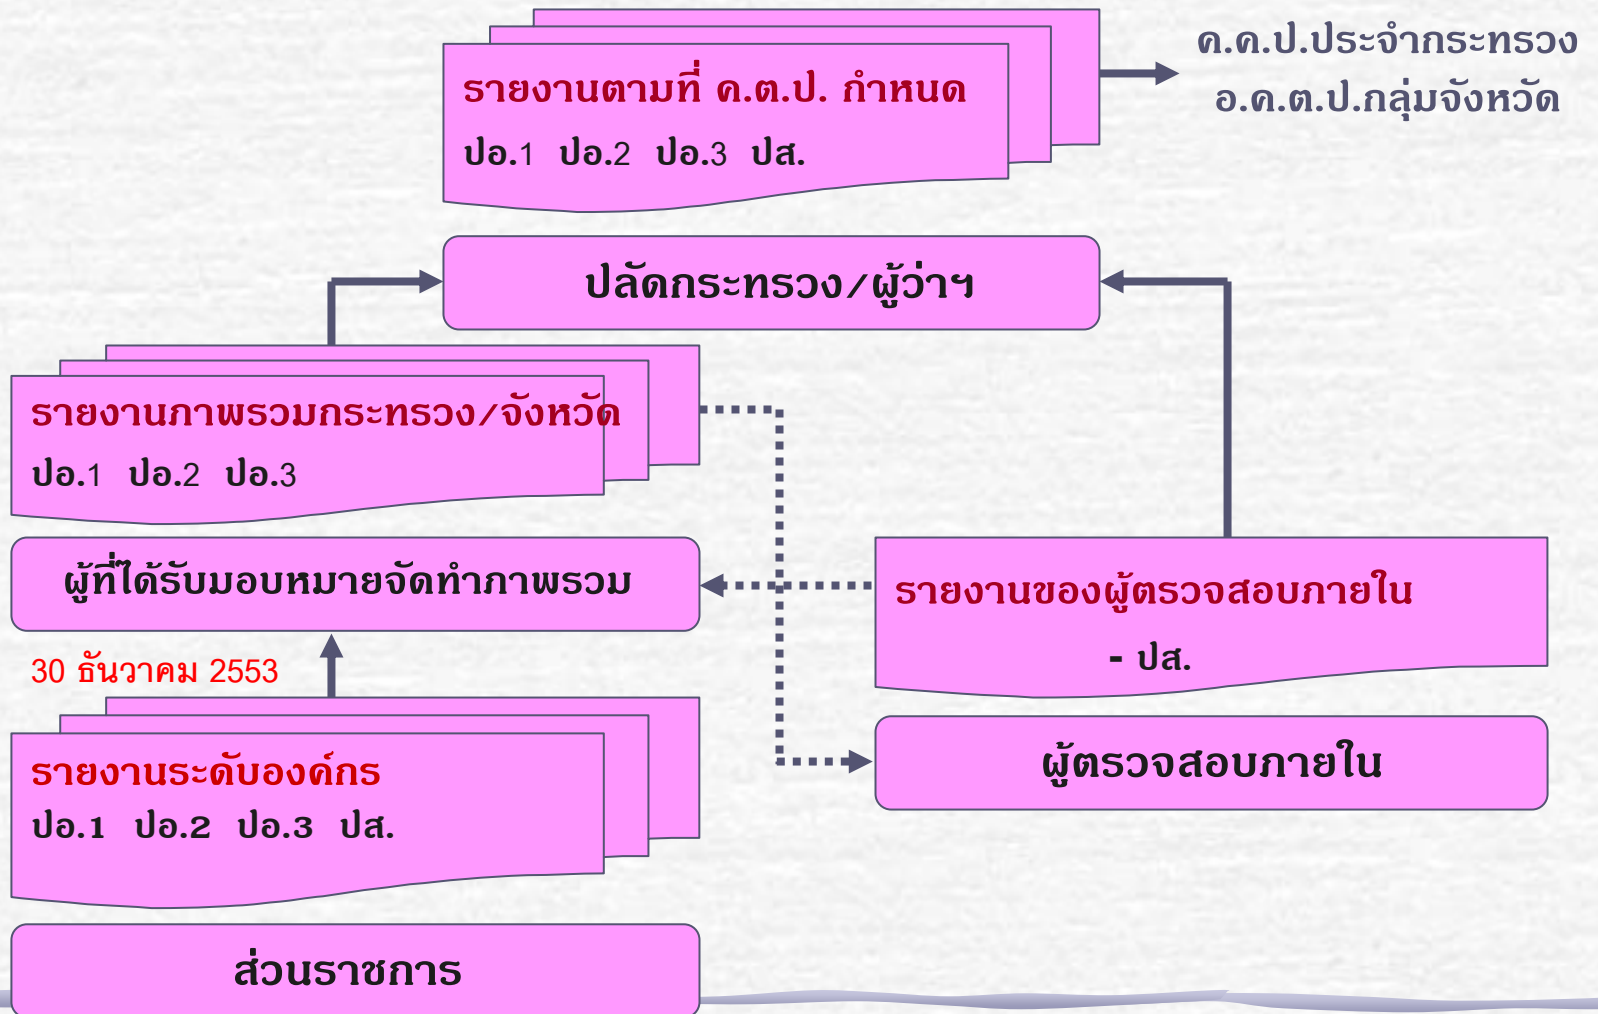 ค.ค.ป.ประจำกระทรวง
อ.ค.ต.ป.กลุ่มจังหวัด
รายงานตามที่ ค.ต.ป. กำหนด
ปอ.1 ปอ.2 ปอ.3 ปส.
ปลัดกระทรวง/ผู้ว่าฯ
รายงานภาพรวมกระทรวง/จังหวัด
ปอ.1 ปอ.2 ปอ.3
ผู้ที่ได้รับมอบหมายจัดทำภาพรวม
รายงานของผู้ตรวจสอบภายใน
- ปส.
30 ธันวาคม 2553
รายงานระดับองค์กร
ปอ.1 ปอ.2 ปอ.3 ปส.
ผู้ตรวจสอบภายใน
ส่วนราชการ